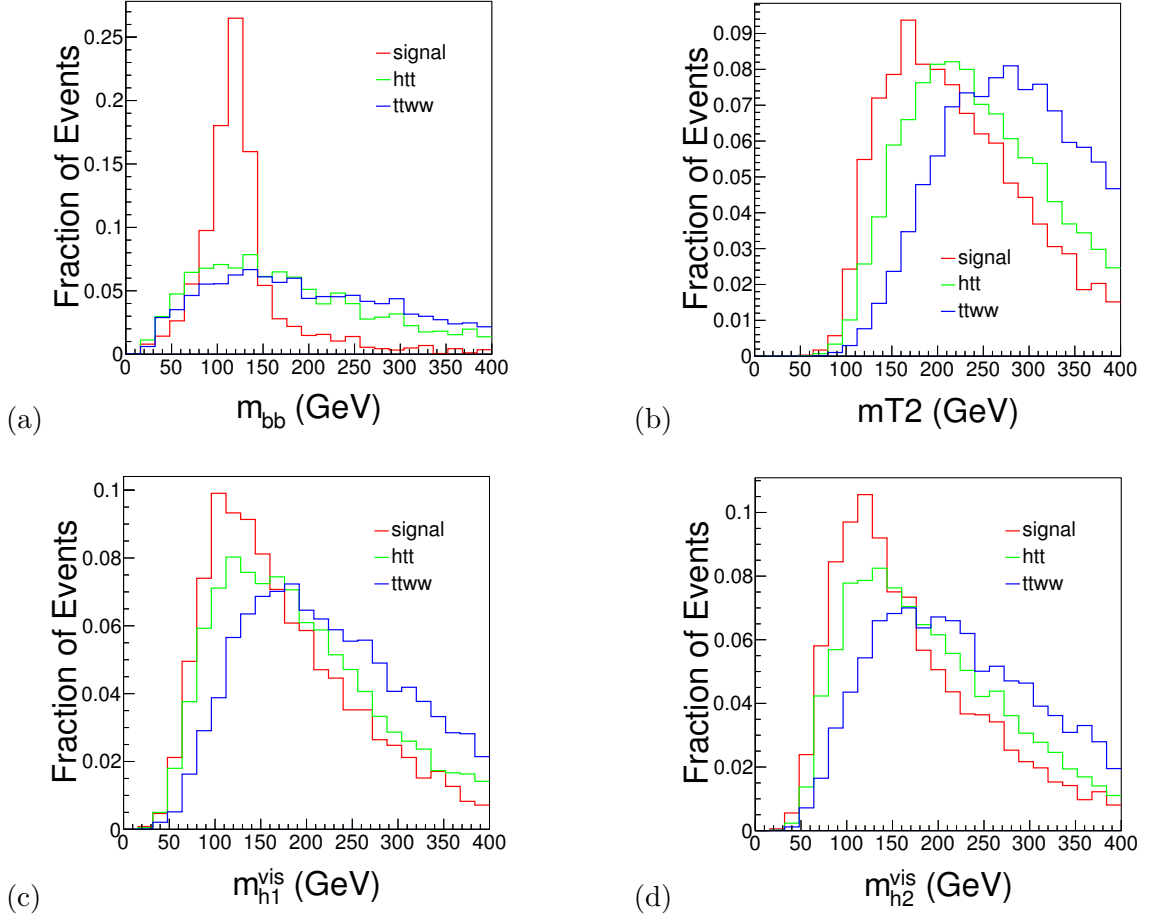 0.25
0.2
0.15
0.1
0.05
0
Fraction of Events
signal
htt
ttww
0 50 100 150 200 250 300 350 400
m_bb (GeV)
(a)
0.09
0.08
0.07
0.06
0.05
0.04
0.03
0.02
0.01
0
Fraction of Events
signal
htt
ttww
0 50 100 150 200 250 300 350 400
mT2 (GeV)
(b)
0.1
0.08
0.06
0.04
0.02
0
Fraction of Events
signal
htt
ttww
0 50 100 150 200 250 300 350 400
m_h1^vis (GeV)
(c)
0.1
0.08
0.06
0.04
0.02
0
Fraction of Events
signal
htt
ttww
0 50 100 150 200 250 300 350 400
m_h2^vis (GeV)
(d)